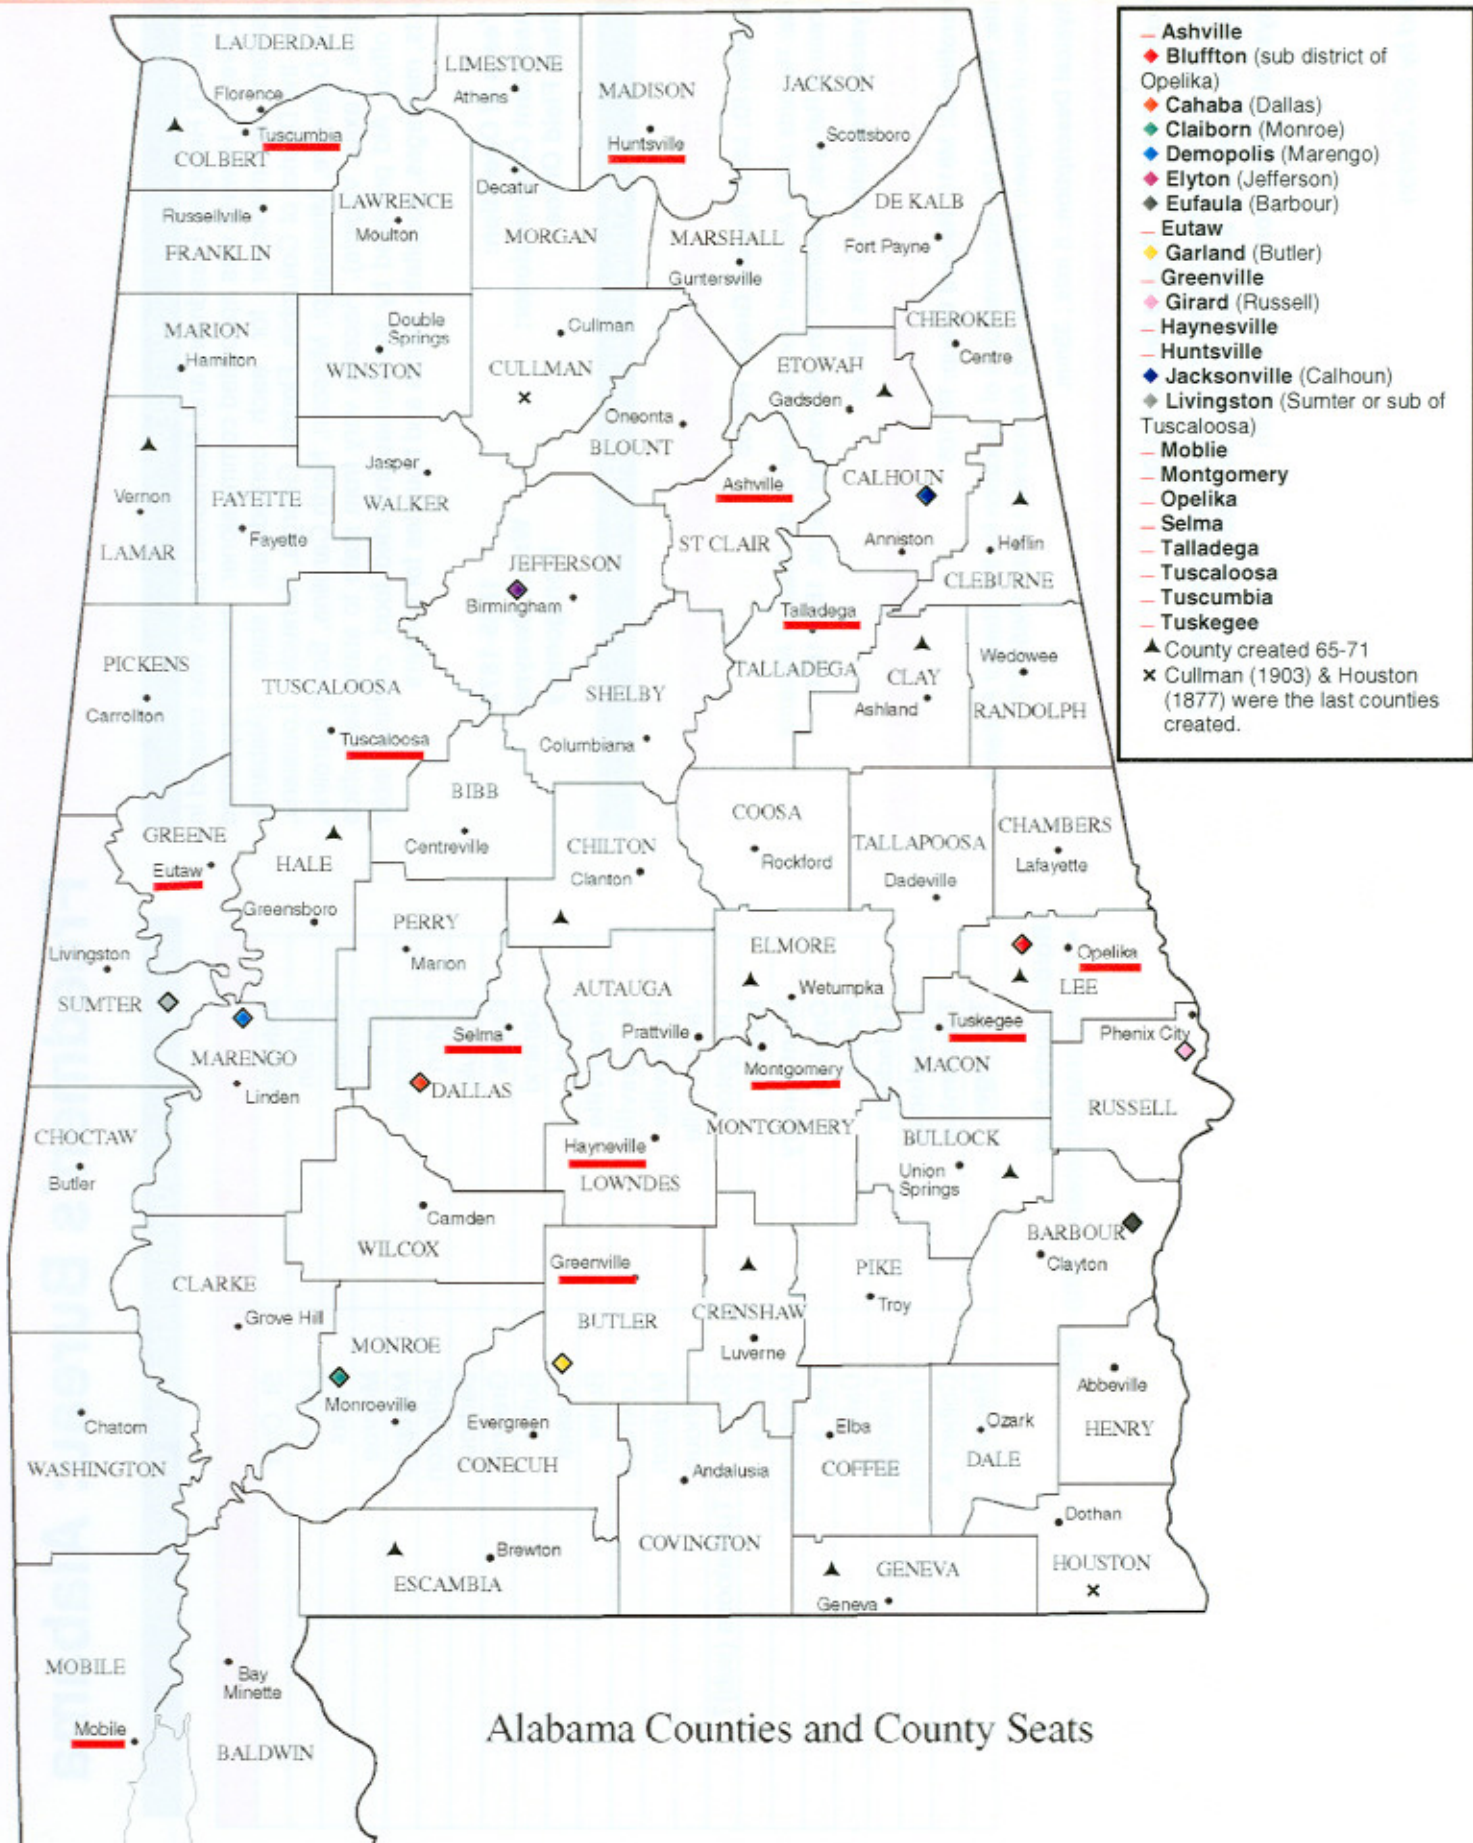 LAUDERDALE
LIMESTONE
MADISON
JACKSON
Florence
Athens
Tuscumbia
Huntsville
Scottsboro
COLBERT
Decatur
LAWRENCE
DE KALB
Russellville
Moulton
MORGAN
MARSHALL
Fort Payne
FRANKLIN
Guntersville
MARION
Double
Springs
Cullman
CHEROKEE
Hamilton
WINSTON
CULLMAN
ETOWAH
Centre
Gadsden
Oneonta
BLOUNT
Jasper
Ashville
CALHOUN
Vernon
FAYETTE
WALKER
Fayette
ST CLAIR
Anniston
Heflin
LAMAR
JEFFERSON
CLEBURNE
Birmingham
Talladega
PICKENS
TUSCALOOSA
SHELBY
TALLADEGA
CLAY
Wedowee
Carrollton
Ashland
RANDOLPH
Tuscaloosa
Columbiana
BIBB
COOSA
GREENE
TALLAPOOSA
CHAMBERS
Eutaw
HALE
Centreville
CHILTON
Rockford
Lafayette
Clanton
Dadeville
Greensboro
PERRY
Livingston
Marion
ELMORE
Opelika
SUMTER
AUTAUGA
Wetumpka
LEE
Selma
Prattville
Tuskegee
Phenix City
MARENGO
Montgomery
MACON
Linden
DALLAS
RUSSELL
CHOCTAW
Hayneville
MONTGOMERY
BULLOCK
Butler
LOWNDES
Union
Springs
Camden
BARBOUR
WILCOX
Greenville
PIKE
Clayton
CLARKE
Troy
Grove Hill
BUTLER
CRENSHAW
MONROE
Luverne
Monroeville
Abbeville
Chatom
Evergreen
Elba
Ozark
HENRY
WASHINGTON
CONECUH
Andalusia
COFFEE
DALE
Dothan
COVINGTON
Brewton
HOUSTON
ESCAMBIA
GENEVA
Geneva
MOBILE
Bay
Minette
Mobile
BALDWIN
Alabama Counties and County Seats
Ashville
Bluffton (sub district of
Opelika)
Cahaba (Dallas)
Claiborn (Monroe)
Demopolis (Marengo)
Elyton (Jefferson)
Eufaula (Barbour)
Eutaw
Garland (Butler)
Greenville
Girard (Russell)
Haynesville
Huntsville
Jacksonville (Calhoun)
Livingston (Sumter or sub of
Tuscaloosa)
Moblie
Montgomery
Opelika
Selma
Talladega
Tuscaloosa
Tuscumbia
Tuskegee
County created 65-71
Cullman (1903) & Houston
(1877) were the last counties
created.